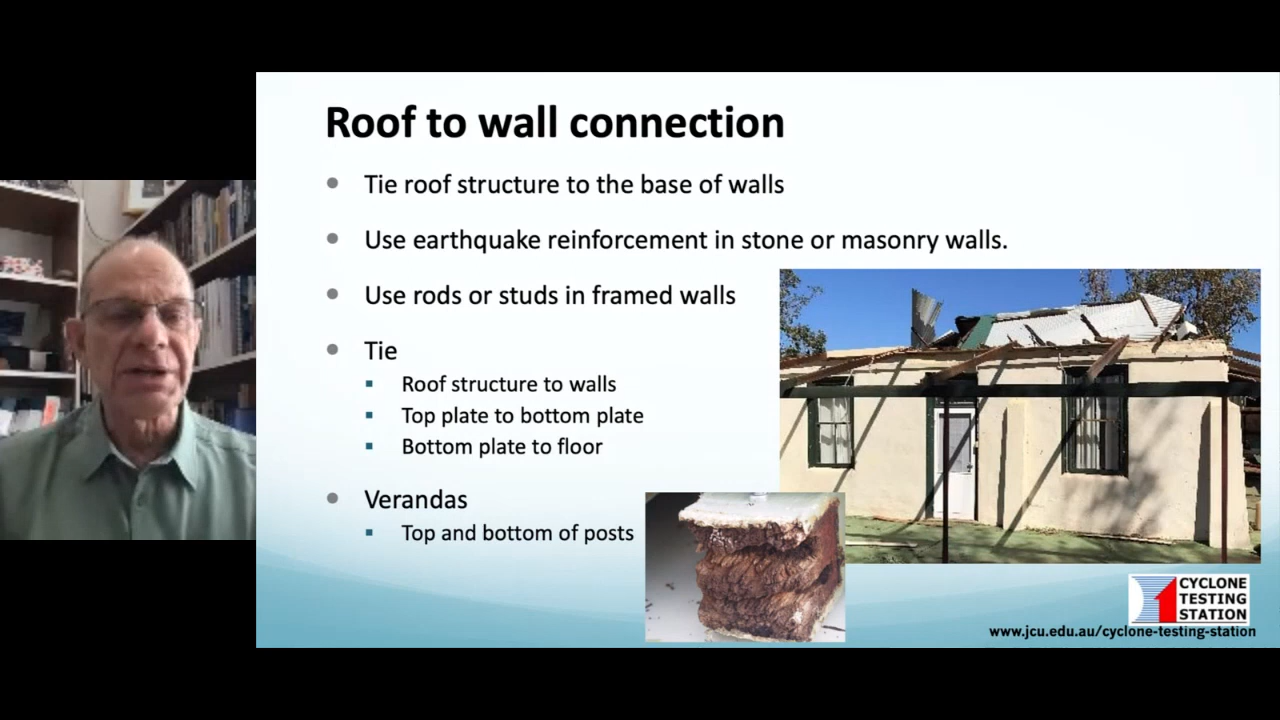 Roof to wall connection
Tie roof structure to the base of walls
Use earthquake reinforcement in stone or masonry walls.
Use rods or studs in framed walls
Tie
Roof structure to walls
Top plate to bottom plate
Bottom plate to floor
Verandas
Top and bottom of posts
CYCLONE
TESTING
STATION
www.jcu.edu.au/cyclone-testing-station